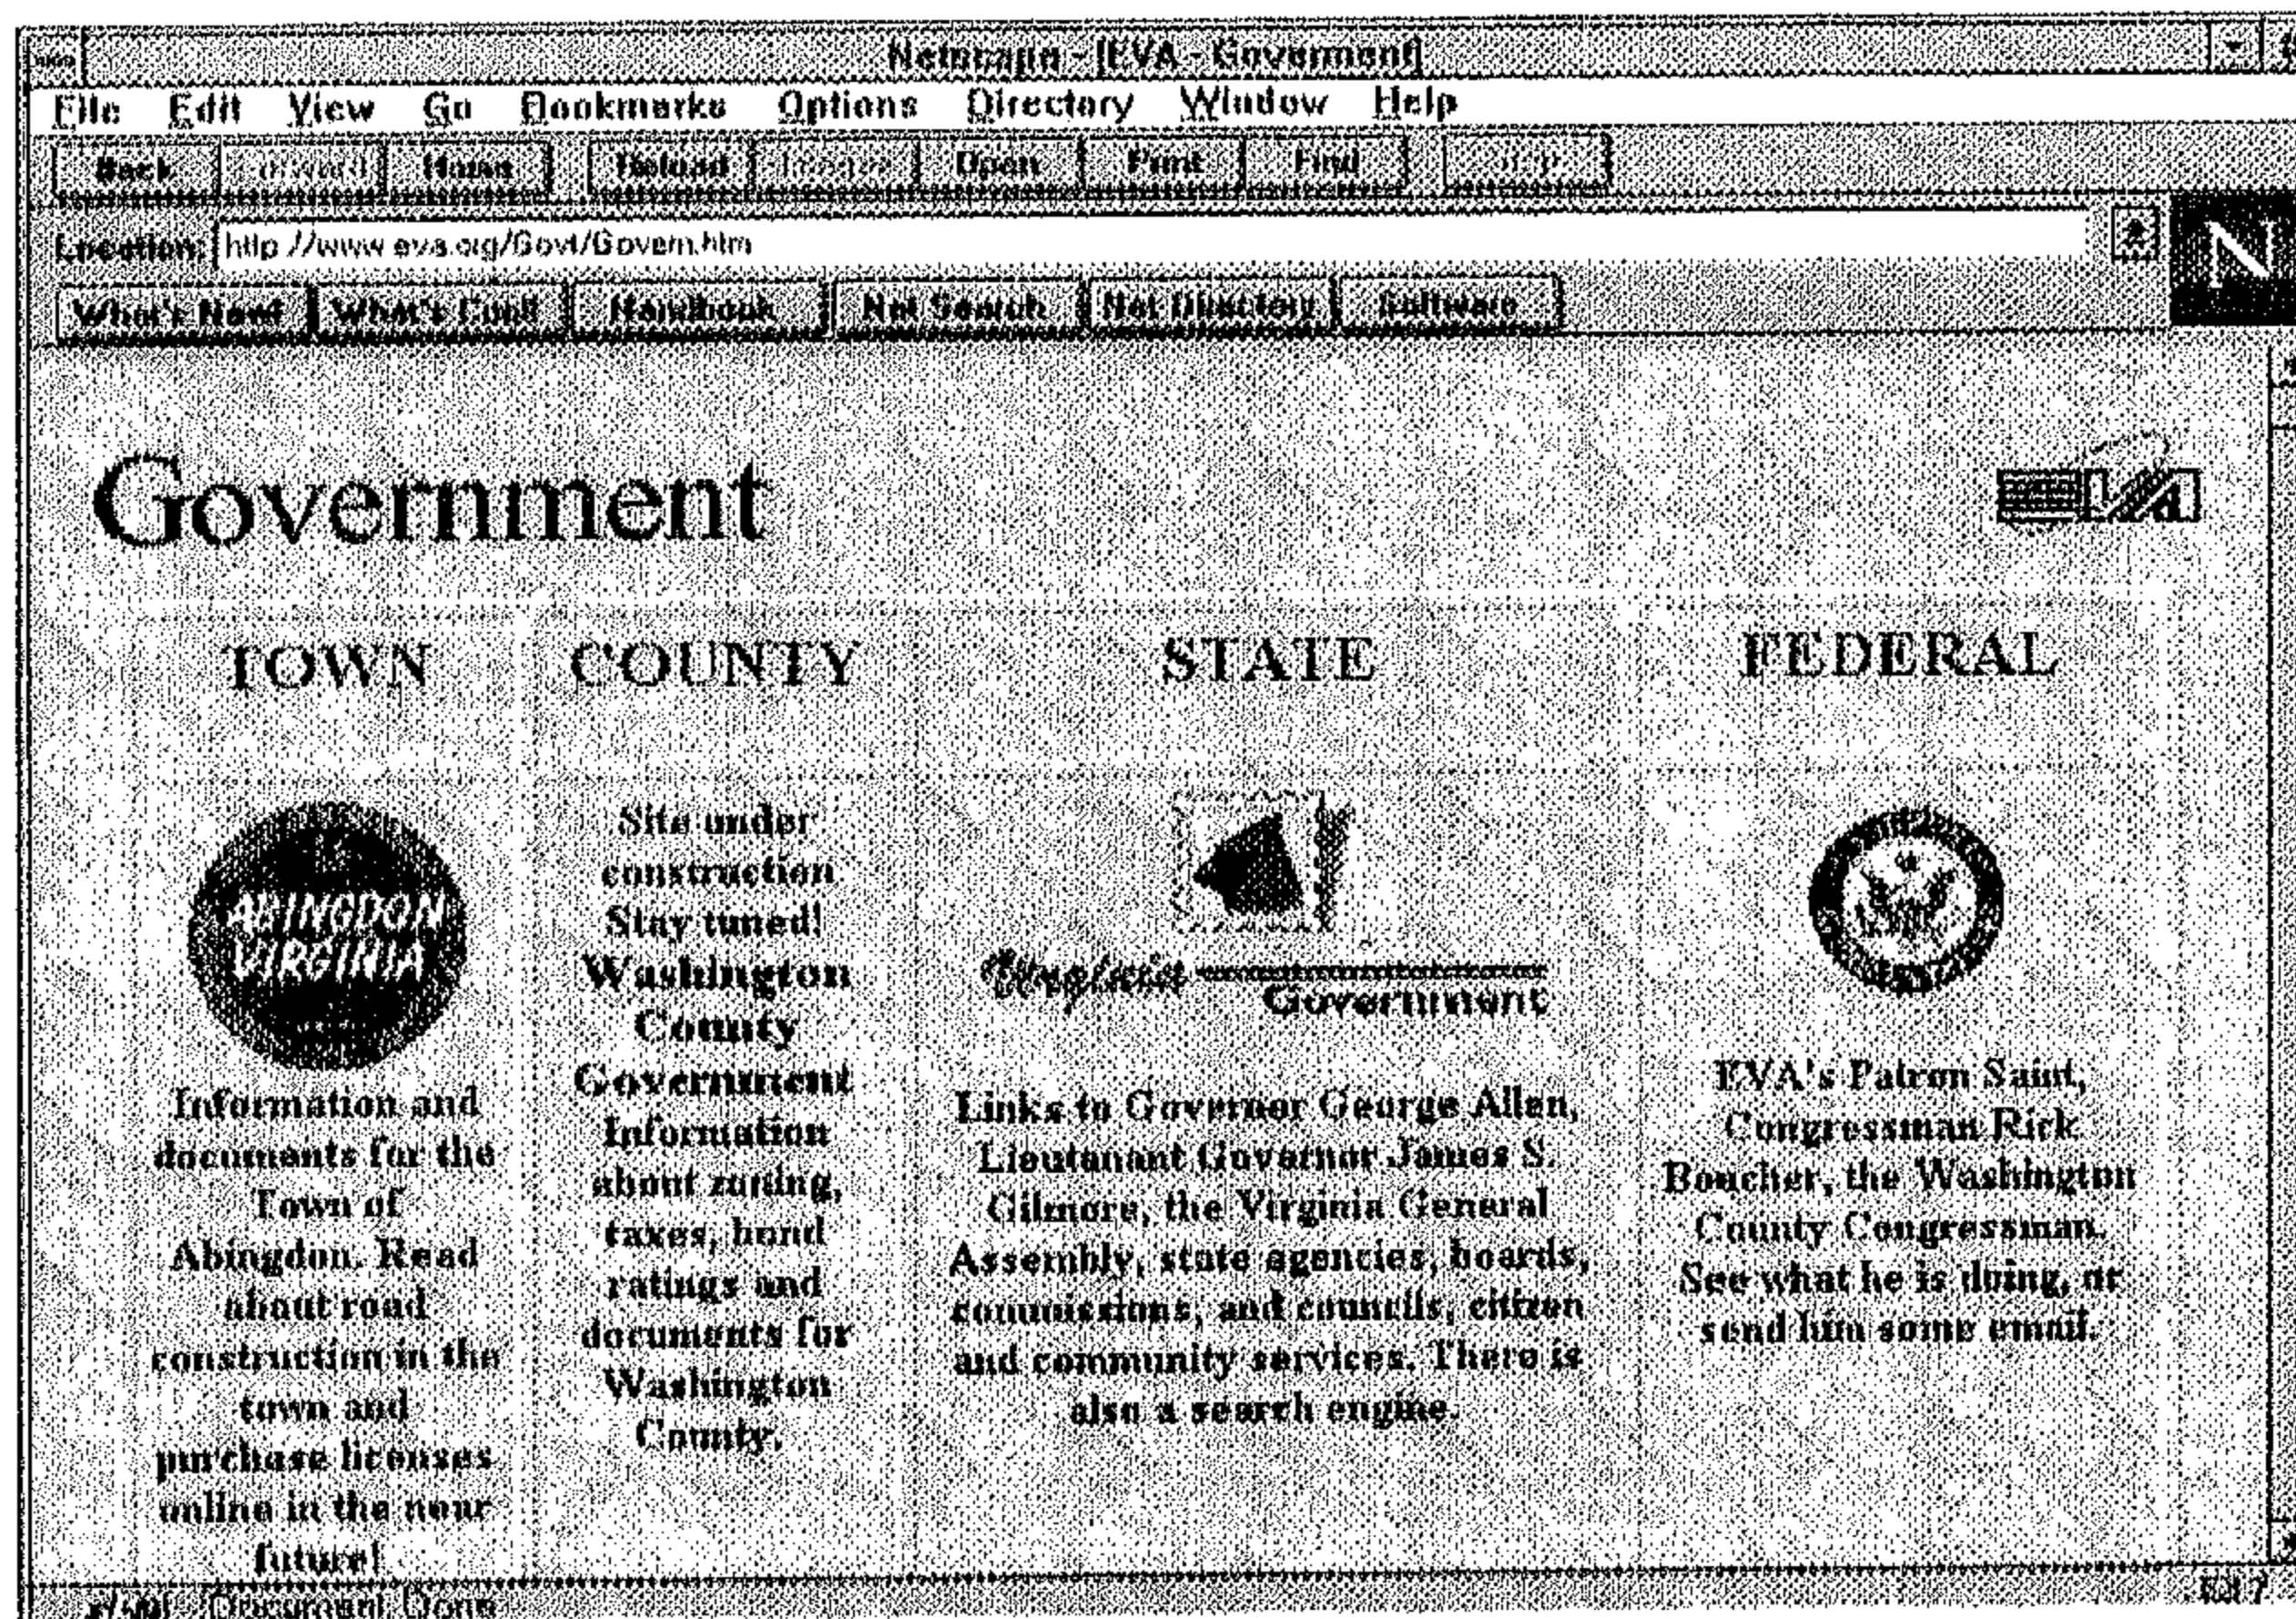 Netscape - [EVA - Goverment]
File Edit View Go Bookmarks Options Directory Window Help
Back Forward Home Reload Open Print Find Stop
Location: http://www.eva.org/Govt/Govern.htm
What's New! What's Cool! Handbook Net Search Net Directory Software
N
Government
EVA
TOWN
ABINGDON
VIRGINIA
Information and
documents for the
Town of
Abingdon. Read
about road
construction in the
town and
purchase licenses
online in the near
future!
COUNTY
Site under
construction.
Stay tuned!
Washington
County
Government
Information
about zoning,
taxes, bond
ratings and
documents for
Washington
County.
STATE
Virginia
Government
Links to Governor George Allen,
Lieutenant Governor James S.
Gilmore, the Virginia General
Assembly, state agencies, boards,
commissions, and councils, citizen
and community services. There is
also a search engine.
FEDERAL
EVA's Patron Saint,
Congressman Rick
Boucher, the Washington
County Congressman.
See what he is doing, or
send him some email.
Document: Done